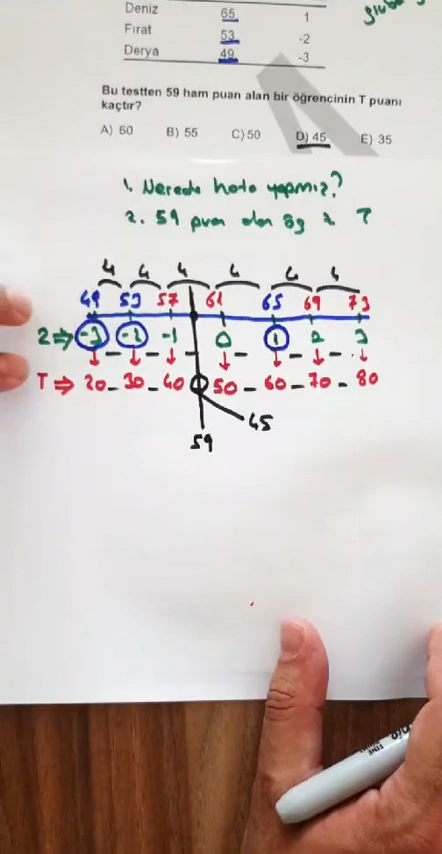 Deniz 65 1
Fırat 53 -2
Derya 49 -3
Bu testten 59 ham puan alan bir öğrencinin T puanı
kaçtır?
A) 60 B) 55 C) 50 D) 45 E) 35
1. Nerede hata yapmış?
2. 59 puan alan öğ z ?
4 4 4 4 4 4
49 53 57 61 65 69 73
Z ⇒ -3 -2 -1 0 1 2 3
T ⇒ 20 - 30 - 40 50 - 60 - 70 - 80
45
59